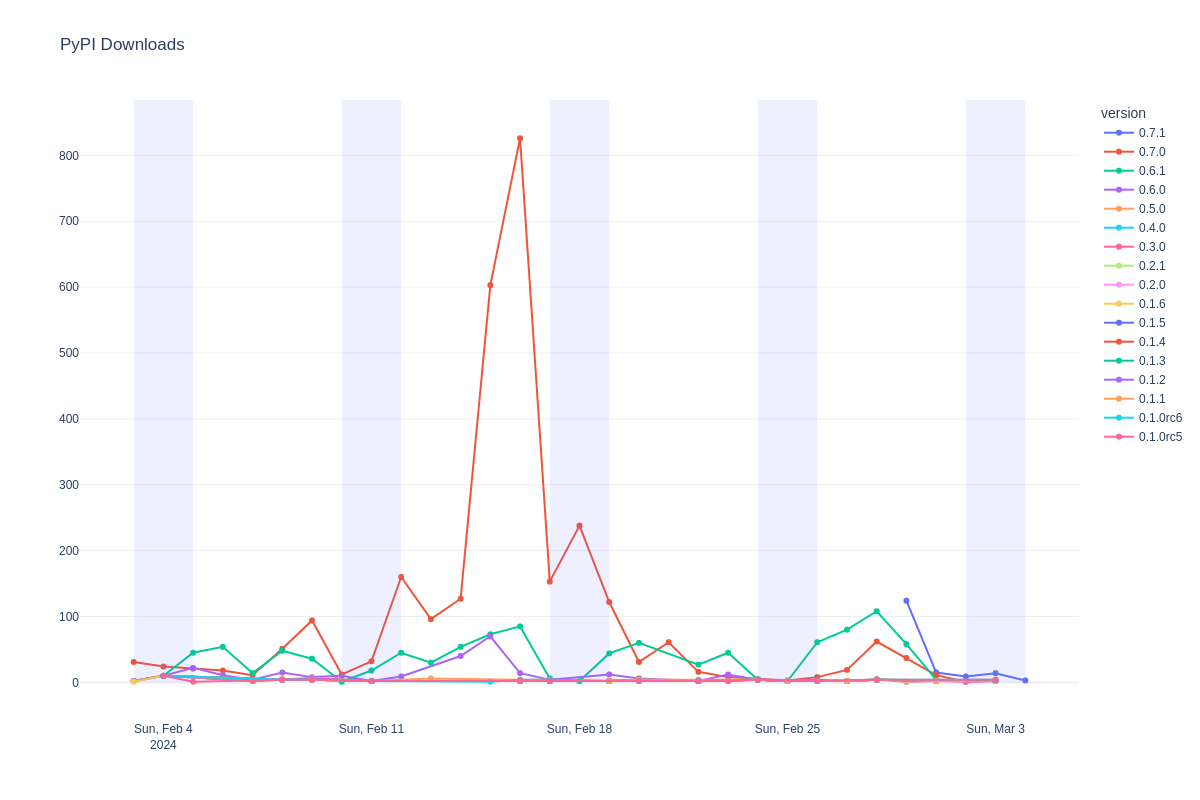 PyPI Downloads
800
700
600
500
400
300
200
100
0
Sun, Feb 4
2024
Sun, Feb 11
Sun, Feb 18
Sun, Feb 25
Sun, Mar 3
version
0.7.1
0.7.0
0.6.1
0.6.0
0.5.0
0.4.0
0.3.0
0.2.1
0.2.0
0.1.6
0.1.5
0.1.4
0.1.3
0.1.2
0.1.1
0.1.0rc6
0.1.0rc5